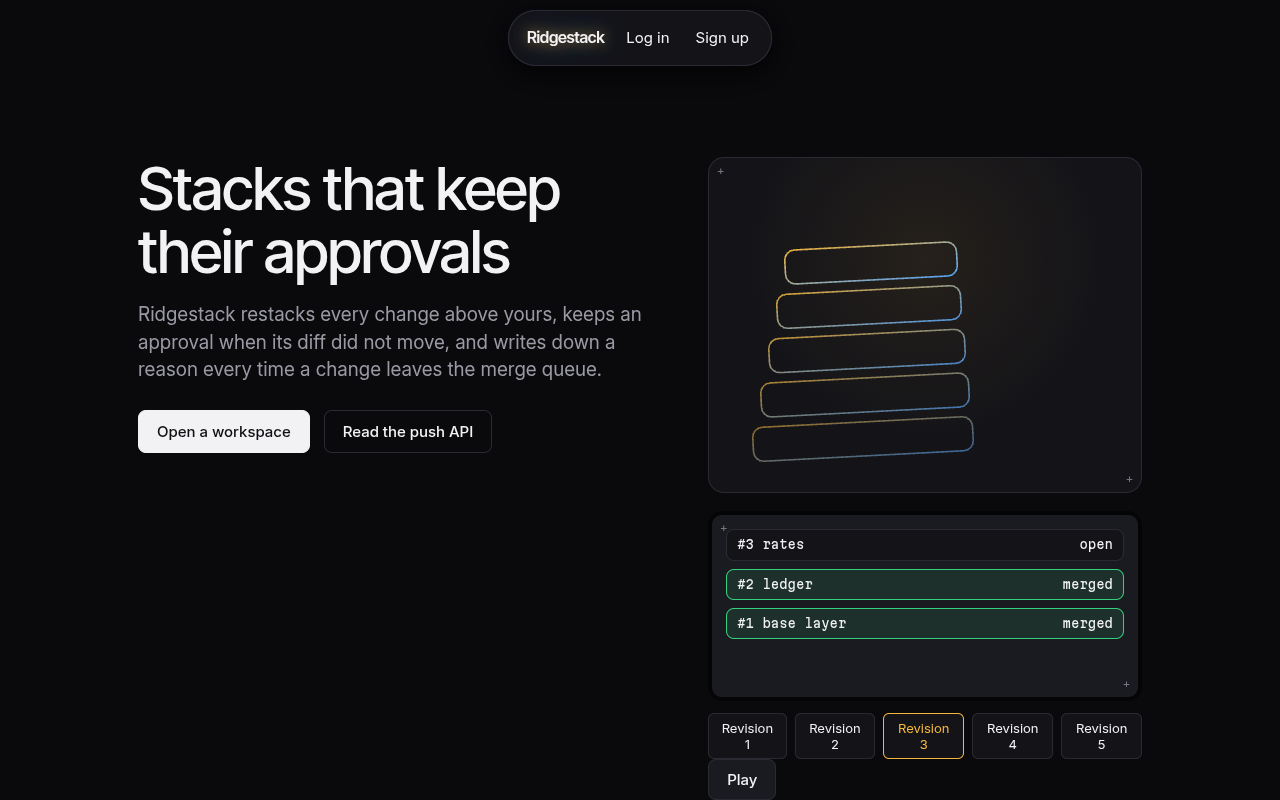 Ridgestack Log in Sign up
Stacks that keep
their approvals
Ridgestack restacks every change above yours, keeps an
approval when its diff did not move, and writes down a
reason every time a change leaves the merge queue.
Open a workspace Read the push API
+
+
+
#3 rates open
#2 ledger merged
#1 base layer merged
+
Revision 1
Revision 2
Revision 3
Revision 4
Revision 5
Play